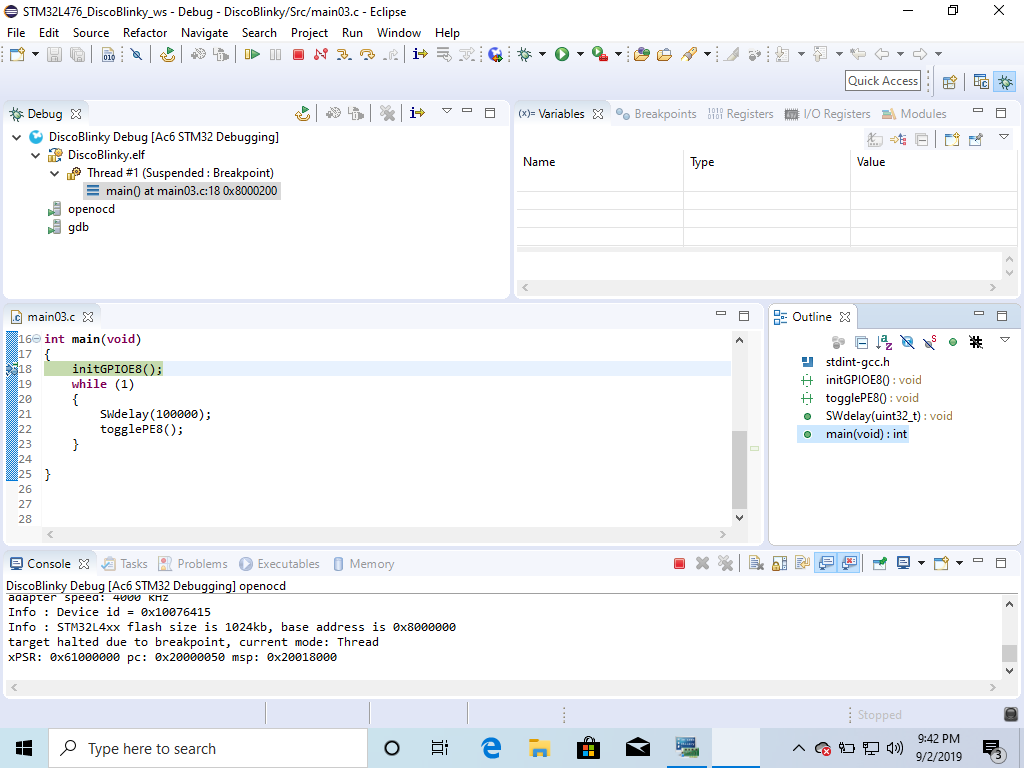 STM32L476_DiscoBlinky_ws - Debug - DiscoBlinky/Src/main03.c - Eclipse
File Edit Source Refactor Navigate Search Project Run Window Help
Quick Access
Debug
(x)= Variables Breakpoints Registers I/O Registers Modules
DiscoBlinky Debug [Ac6 STM32 Debugging]
DiscoBlinky.elf
Thread #1 (Suspended : Breakpoint)
main() at main03.c:18 0x8000200
openocd
gdb
Name Type Value
main03.c
16 int main(void)
17 {
18 initGPIOE8();
19 while (1)
20 {
21 SWdelay(100000);
22 togglePE8();
23 }
24
25 }
26
27
28
Outline
stdint-gcc.h
initGPIOE8() : void
togglePE8() : void
SWdelay(uint32_t) : void
main(void) : int
Console Tasks Problems Executables Memory
DiscoBlinky Debug [Ac6 STM32 Debugging] openocd
adapter speed: 4000 kHz
Info : Device id = 0x10076415
Info : STM32L4xx flash size is 1024kb, base address is 0x8000000
target halted due to breakpoint, current mode: Thread
xPSR: 0x61000000 pc: 0x20000050 msp: 0x20018000
Stopped
Type here to search
9:42 PM
9/2/2019
3